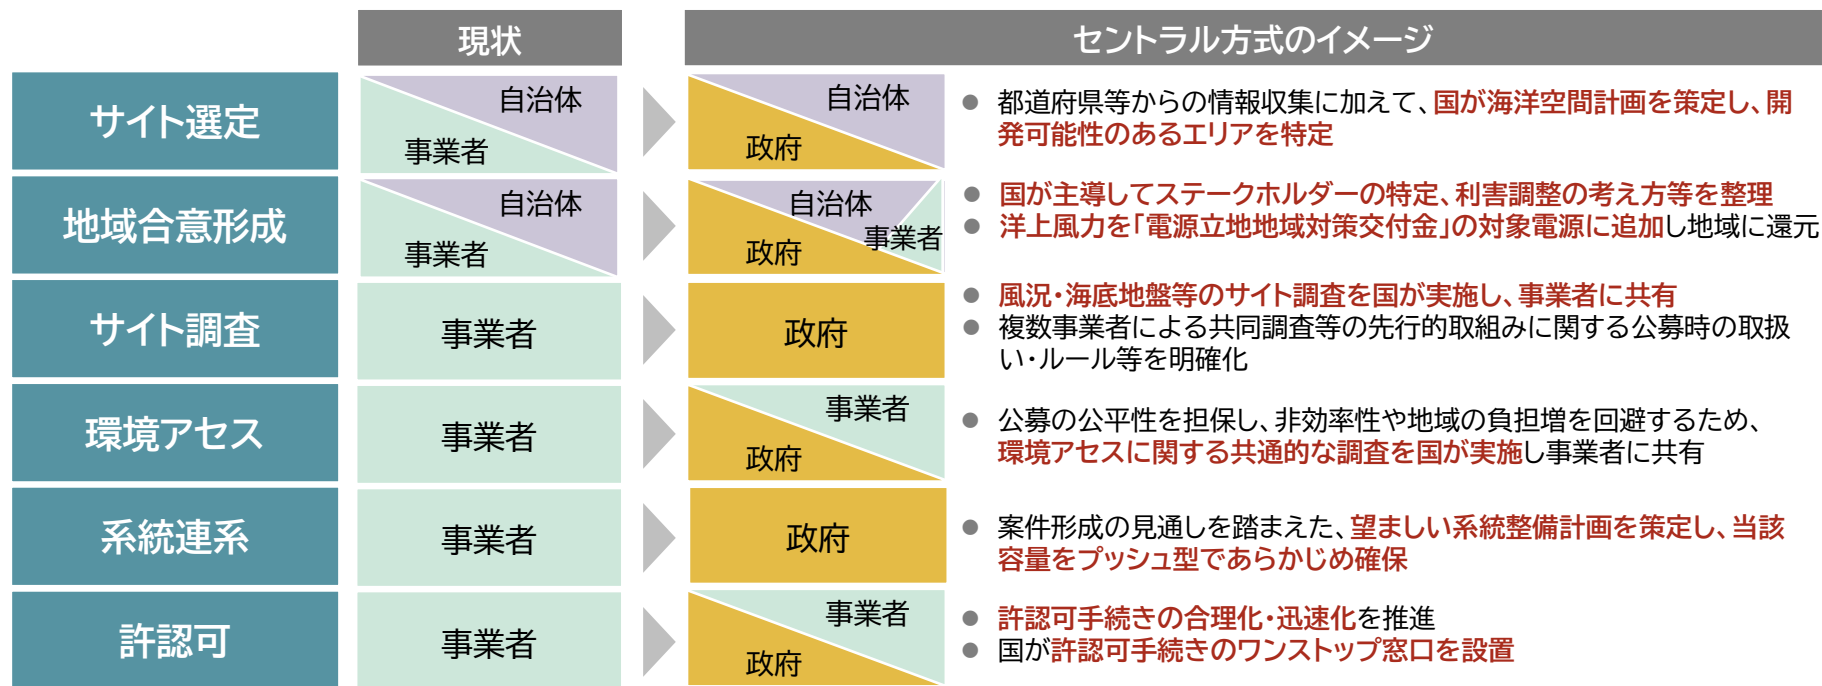 現状
セントラル方式のイメージ
サイト選定
自治体
事業者
自治体
政府
● 都道府県等からの情報収集に加えて、国が海洋空間計画を策定し、開
発可能性のあるエリアを特定
地域合意形成
自治体
事業者
自治体
事業者
政府
● 国が主導してステークホルダーの特定、利害調整の考え方等を整理
● 洋上風力を「電源立地地域対策交付金」の対象電源に追加し地域に還元
サイト調査
事業者
政府
● 風況・海底地盤等のサイト調査を国が実施し、事業者に共有
● 複数事業者による共同調査等の先行的取組みに関する公募時の取扱
い・ルール等を明確化
環境アセス
事業者
事業者
政府
● 公募の公平性を担保し、非効率性や地域の負担増を回避するため、
環境アセスに関する共通的な調査を国が実施し事業者に共有
系統連系
事業者
政府
● 案件形成の見通しを踏まえた、望ましい系統整備計画を策定し、当該
容量をプッシュ型であらかじめ確保
許認可
事業者
事業者
政府
● 許認可手続きの合理化・迅速化を推進
● 国が許認可手続きのワンストップ窓口を設置